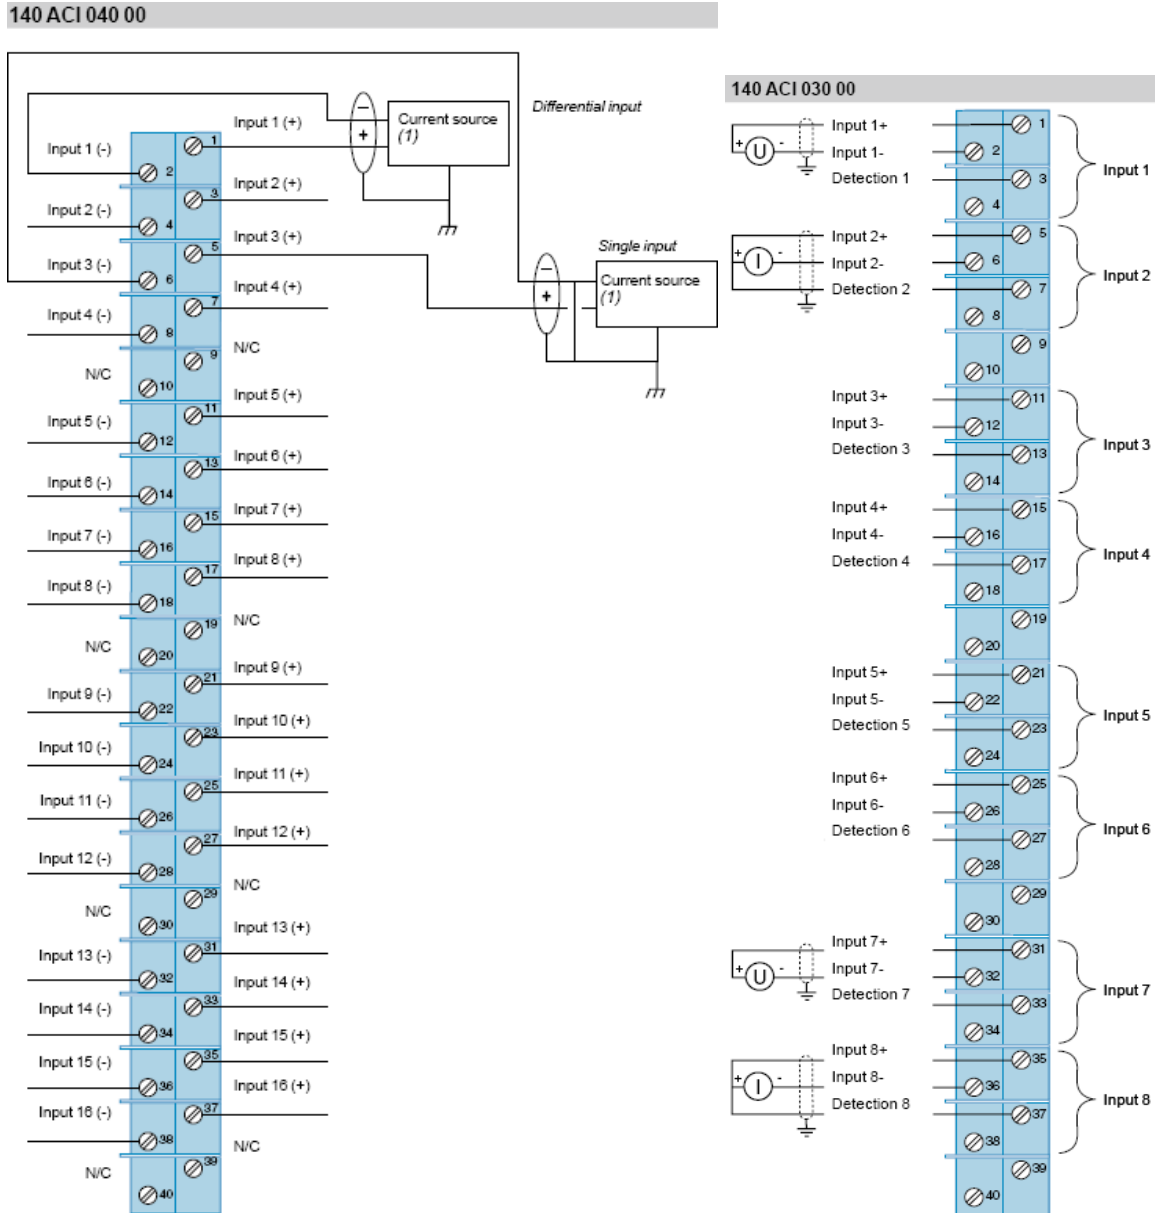 140 ACI 040 00
Differential input
Input 1 (+)
Current source
(1)
Input 1 (-)
1
2
Input 2 (+)
3
Input 2 (-)
4
Input 3 (+)
5
Single input
Input 3 (-)
6
Current source
(1)
Input 4 (+)
7
Input 4 (-)
8
N/C
9
N/C
10
Input 5 (+)
11
Input 5 (-)
12
Input 6 (+)
13
Input 6 (-)
14
Input 7 (+)
15
Input 7 (-)
16
Input 8 (+)
17
Input 8 (-)
18
N/C
19
N/C
20
Input 9 (+)
21
Input 9 (-)
22
Input 10 (+)
23
Input 10 (-)
24
Input 11 (+)
25
Input 11 (-)
26
Input 12 (+)
27
Input 12 (-)
28
N/C
29
N/C
30
Input 13 (+)
31
Input 13 (-)
32
Input 14 (+)
33
Input 14 (-)
34
Input 15 (+)
35
Input 15 (-)
36
Input 16 (+)
37
Input 16 (-)
38
N/C
39
N/C
40
140 ACI 030 00
Input 1+ 1
U Input 1- 2
Detection 1 3
Input 1
4
Input 2+ 5
I Input 2- 6
Detection 2 7
Input 2
8
9
10
Input 3+ 11
Input 3- 12
Detection 3 13
Input 3
14
Input 4+ 15
Input 4- 16
Detection 4 17
Input 4
18
19
20
Input 5+ 21
Input 5- 22
Detection 5 23
Input 5
24
Input 6+ 25
Input 6- 26
Detection 6 27
Input 6
28
29
30
Input 7+ 31
U Input 7- 32
Detection 7 33
Input 7
34
Input 8+ 35
I Input 8- 36
Detection 8 37
Input 8
38
39
40